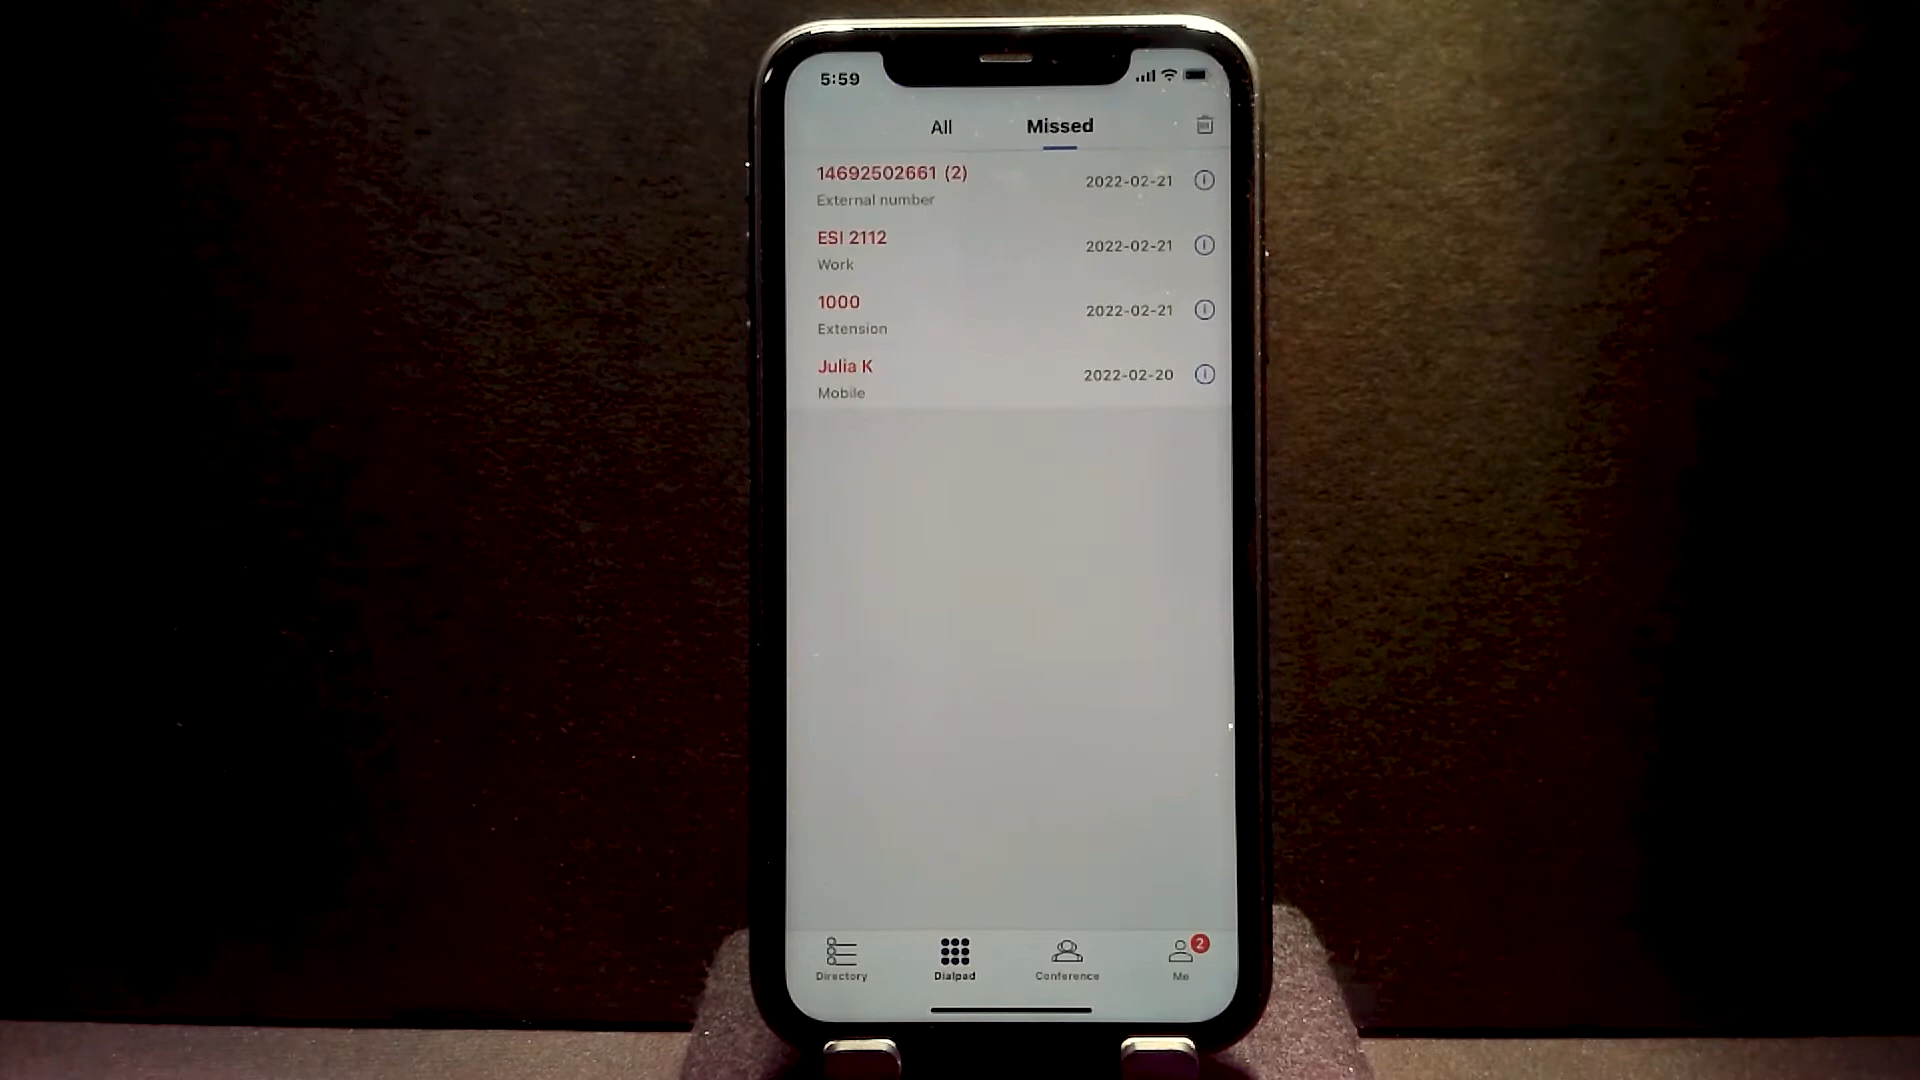 5:59
All Missed
14692502661 (2)
External number
2022-02-21
ESI 2112
Work
2022-02-21
1000
Extension
2022-02-21
Julia K
Mobile
2022-02-20
2
Directory Dialpad Conference Me